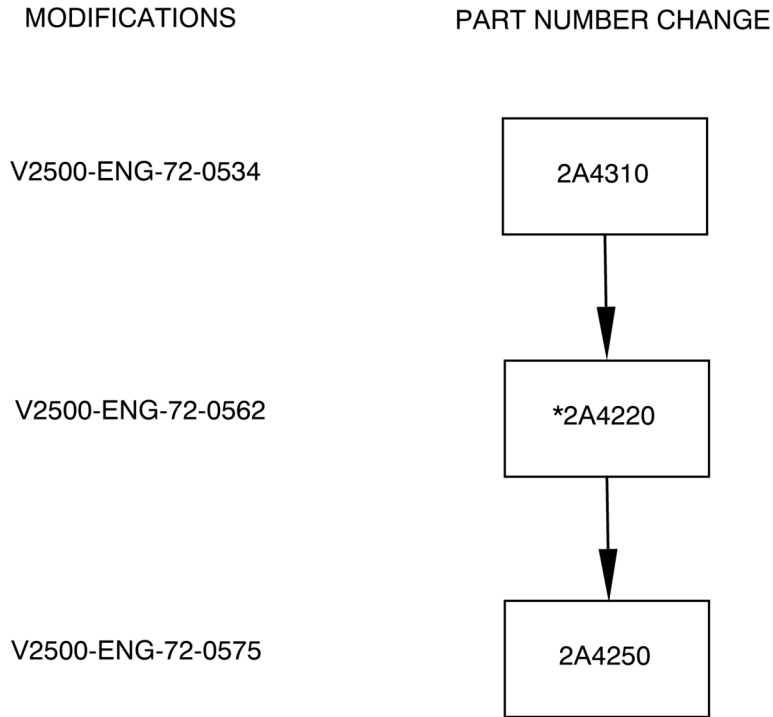 MODIFICATIONS PART NUMBER CHANGE
V2500-ENG-72-0534 2A4310
V2500-ENG-72-0562 *2A4220
V2500-ENG-72-0575 2A4250